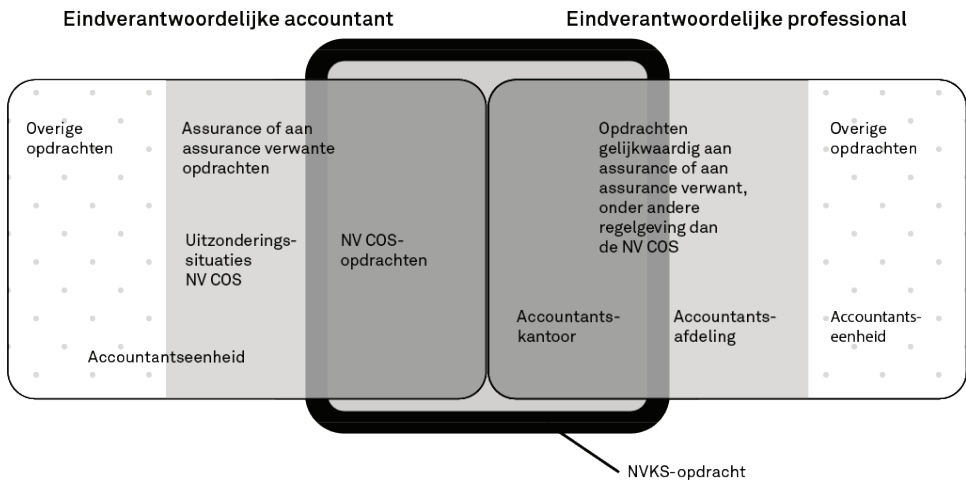 Eindverantwoordelijke accountant
Eindverantwoordelijke professional
Overige
opdrachten
Assurance of aan
assurance verwante
opdrachten
Uitzonderings-
situaties
NV COS
NV COS-
opdrachten
Accountantseenheid
Opdrachten
gelijkwaardig aan
assurance of aan
assurance verwant,
onder andere
regelgeving dan
de NV COS
Accountants-
kantoor
Accountants-
afdeling
Overige
opdrachten
Accountants-
eenheid
NVKS-opdracht